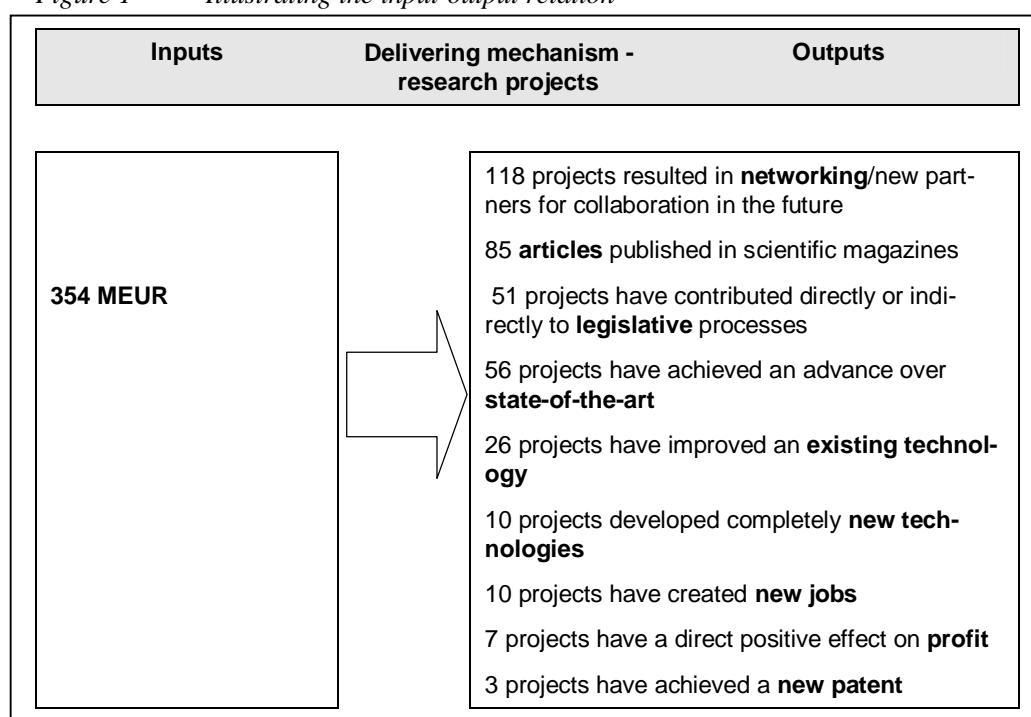 Figure 1 Illustrating the input output relation
Inputs Delivering mechanism - Outputs
research projects
118 projects resulted in networking/new part-
ners for collaboration in the future
85 articles published in scientific magazines
354 MEUR
51 projects have contributed directly or indi-
rectly to legislative processes
56 projects have achieved an advance over
state-of-the-art
26 projects have improved an existing technol-
ogy
10 projects developed completely new tech-
nologies
10 projects have created new jobs
7 projects have a direct positive effect on profit
3 projects have achieved a new patent